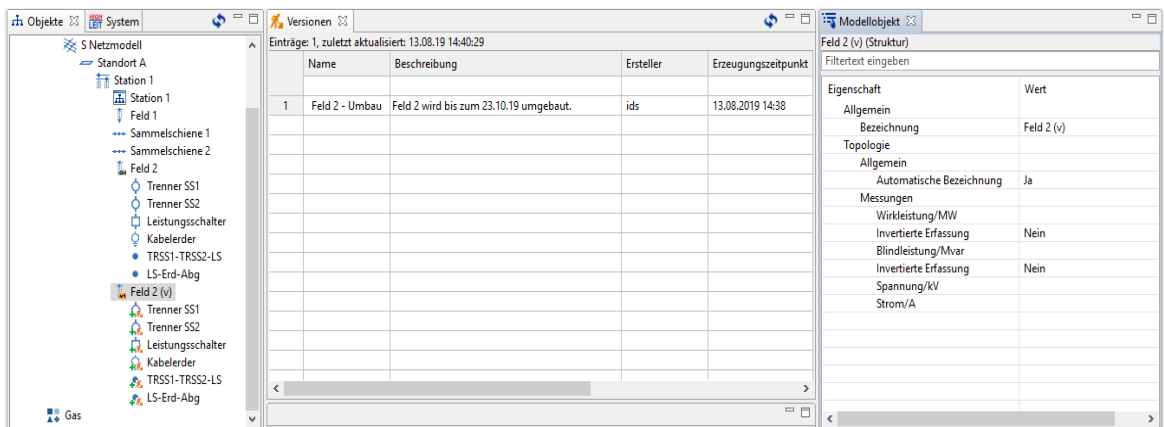 Objekte
System
S Netzmodell
Standort A
Station 1
Station 1
Feld 1
Sammelschiene 1
Sammelschiene 2
Feld 2
Trenner SS1
Trenner SS2
Leistungsschalter
Kabelerder
TRSS1-TRSS2-LS
LS-Erd-Abg
Feld 2 (v)
Trenner SS1
Trenner SS2
Leistungsschalter
Kabelerder
TRSS1-TRSS2-LS
LS-Erd-Abg
Gas
Versionen
Einträge: 1, zuletzt aktualisiert: 13.08.19 14:40:29
Name Beschreibung Ersteller Erzeugungszeitpunkt
1 Feld 2 - Umbau Feld 2 wird bis zum 23.10.19 umgebaut. ids 13.08.2019 14:38
Modellobjekt
Feld 2 (v) (Struktur)
Filtertext eingeben
Eigenschaft Wert
Allgemein
Bezeichnung Feld 2 (v)
Topologie
Allgemein
Automatische Bezeichnung Ja
Messungen
Wirkleistung/MW
Invertierte Erfassung Nein
Blindleistung/Mvar
Invertierte Erfassung Nein
Spannung/kV
Strom/A